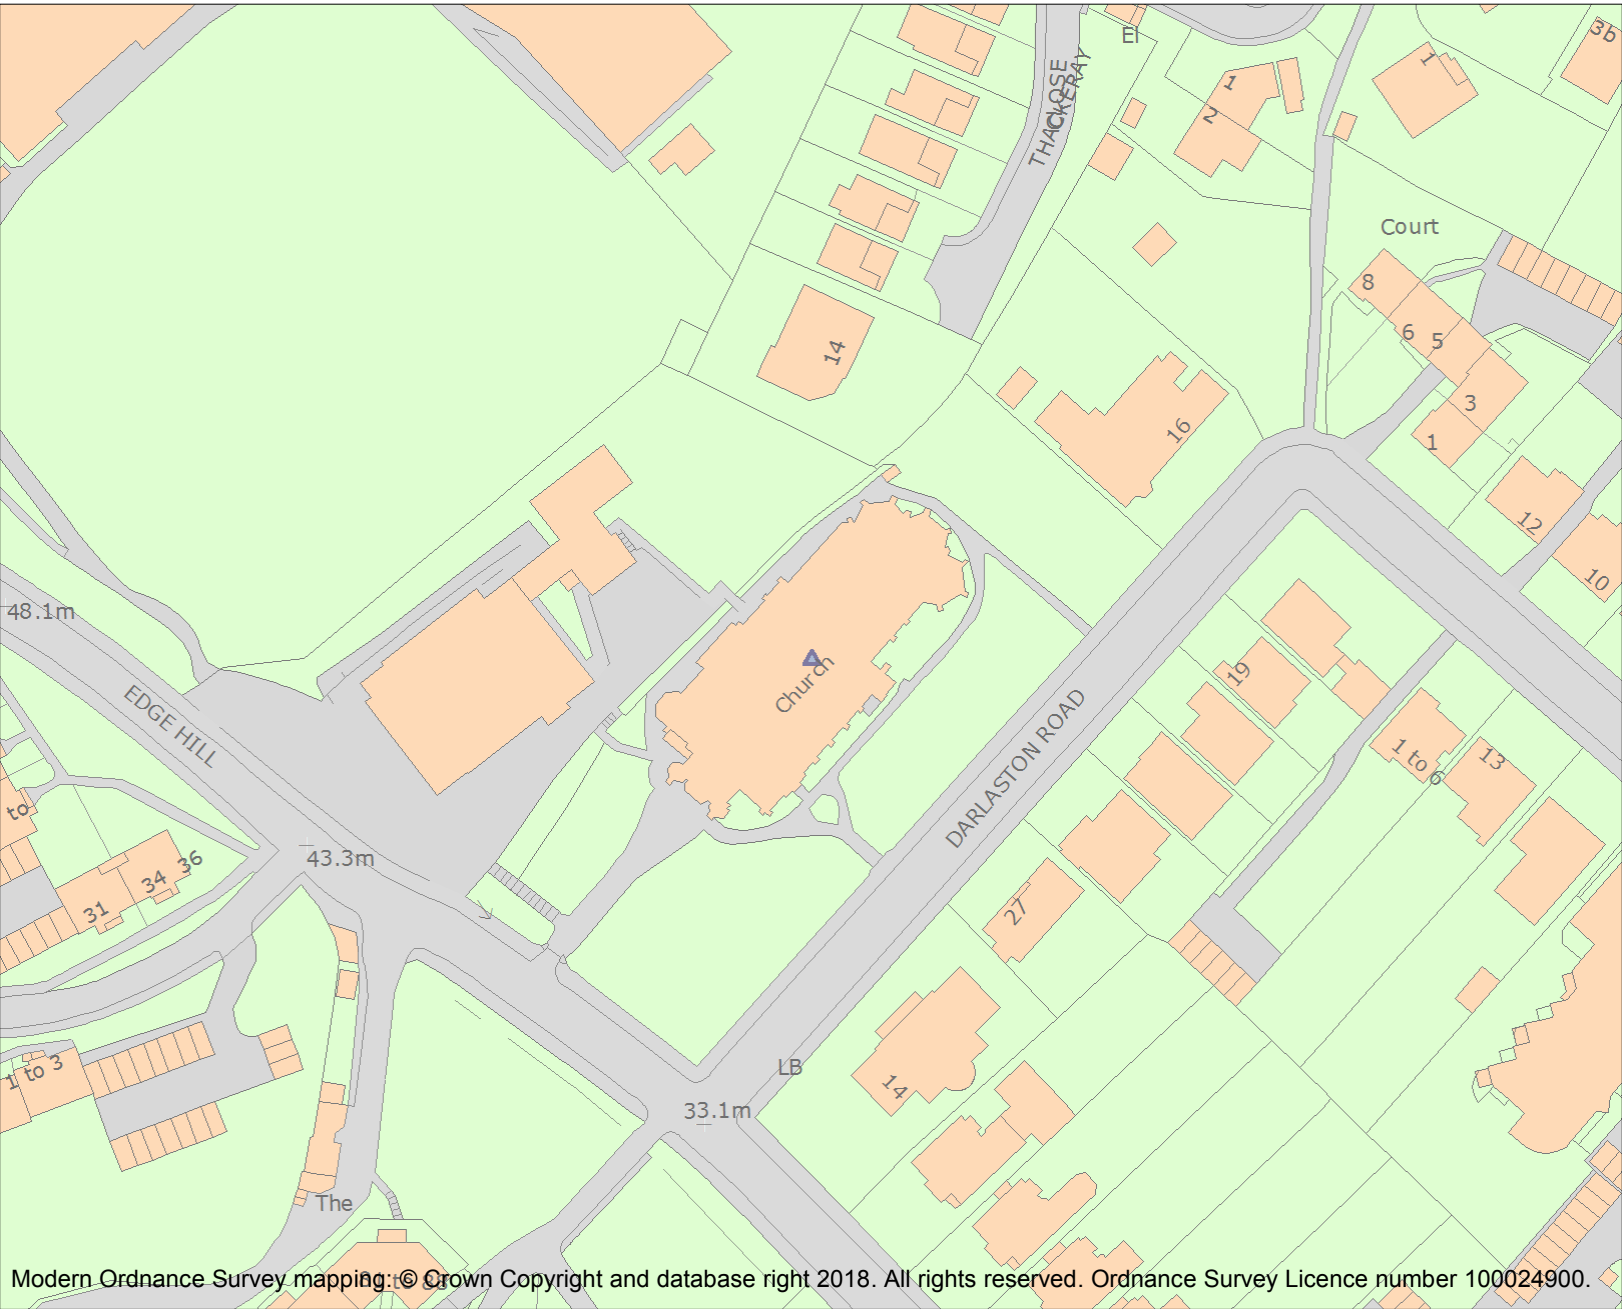 3b
El
1
CLOSE
THACKERAY
1
2
Court
8
6
5
14
3
16
1
12
10
48.1m
Church
19
EDGE HILL
DARLASTON ROAD
1 to 6
13
to
43.3m
36
34
31
27
LB
1 to 3
14
33.1m
The
Modern Ordnance Survey mapping: © Crown Copyright and database right 2018. All rights reserved. Ordnance Survey Licence number 100024900.